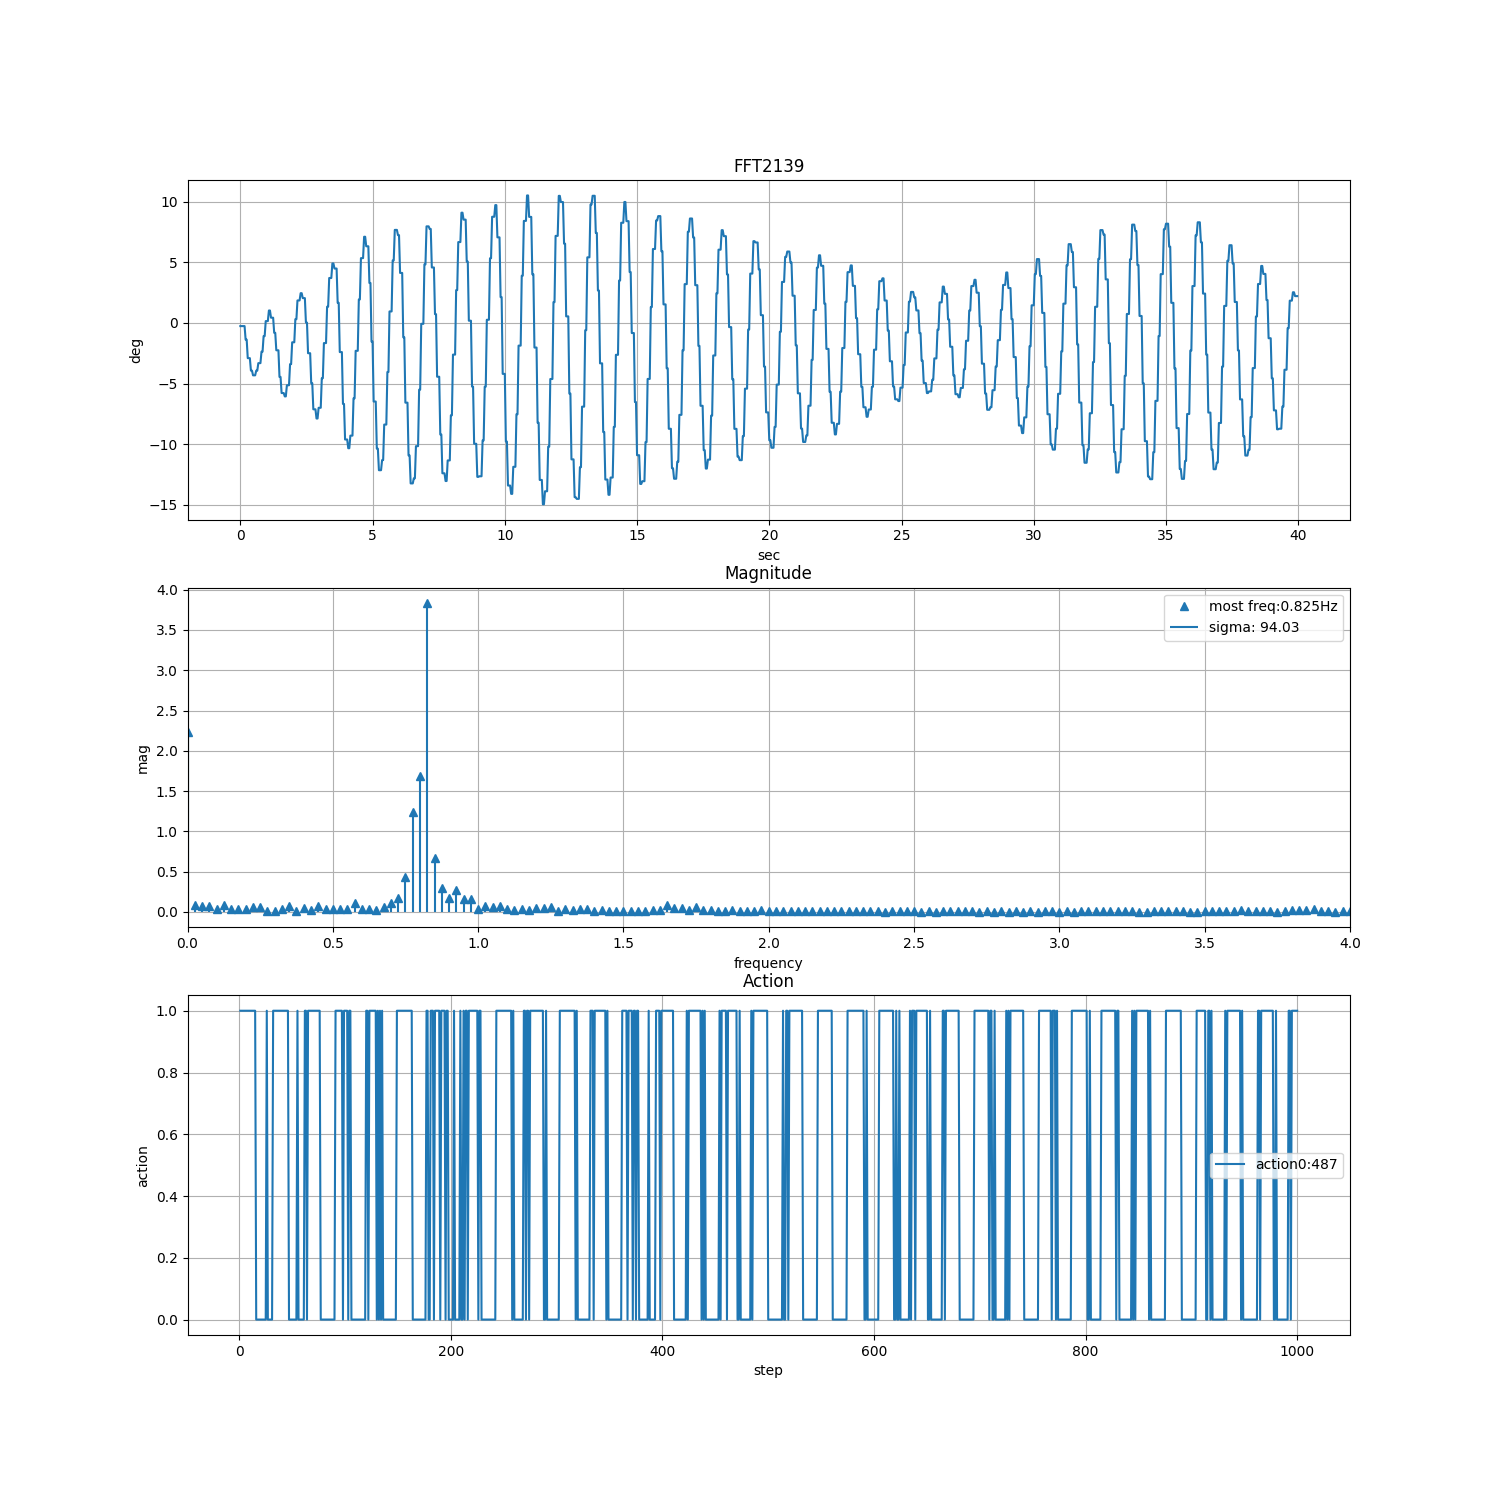 FFT2139
10
5
0
−5
−10
−15
deg
0 5 10 15 20 25 30 35 40
sec
Magnitude
4.0
3.5
3.0
2.5
2.0
1.5
1.0
0.5
0.0
mag
most freq:0.825Hz
sigma: 94.03
0.0 0.5 1.0 1.5 2.0 2.5 3.0 3.5 4.0
frequency
Action
1.0
0.8
0.6
0.4
0.2
0.0
action
action0:487
0 200 400 600 800 1000
step